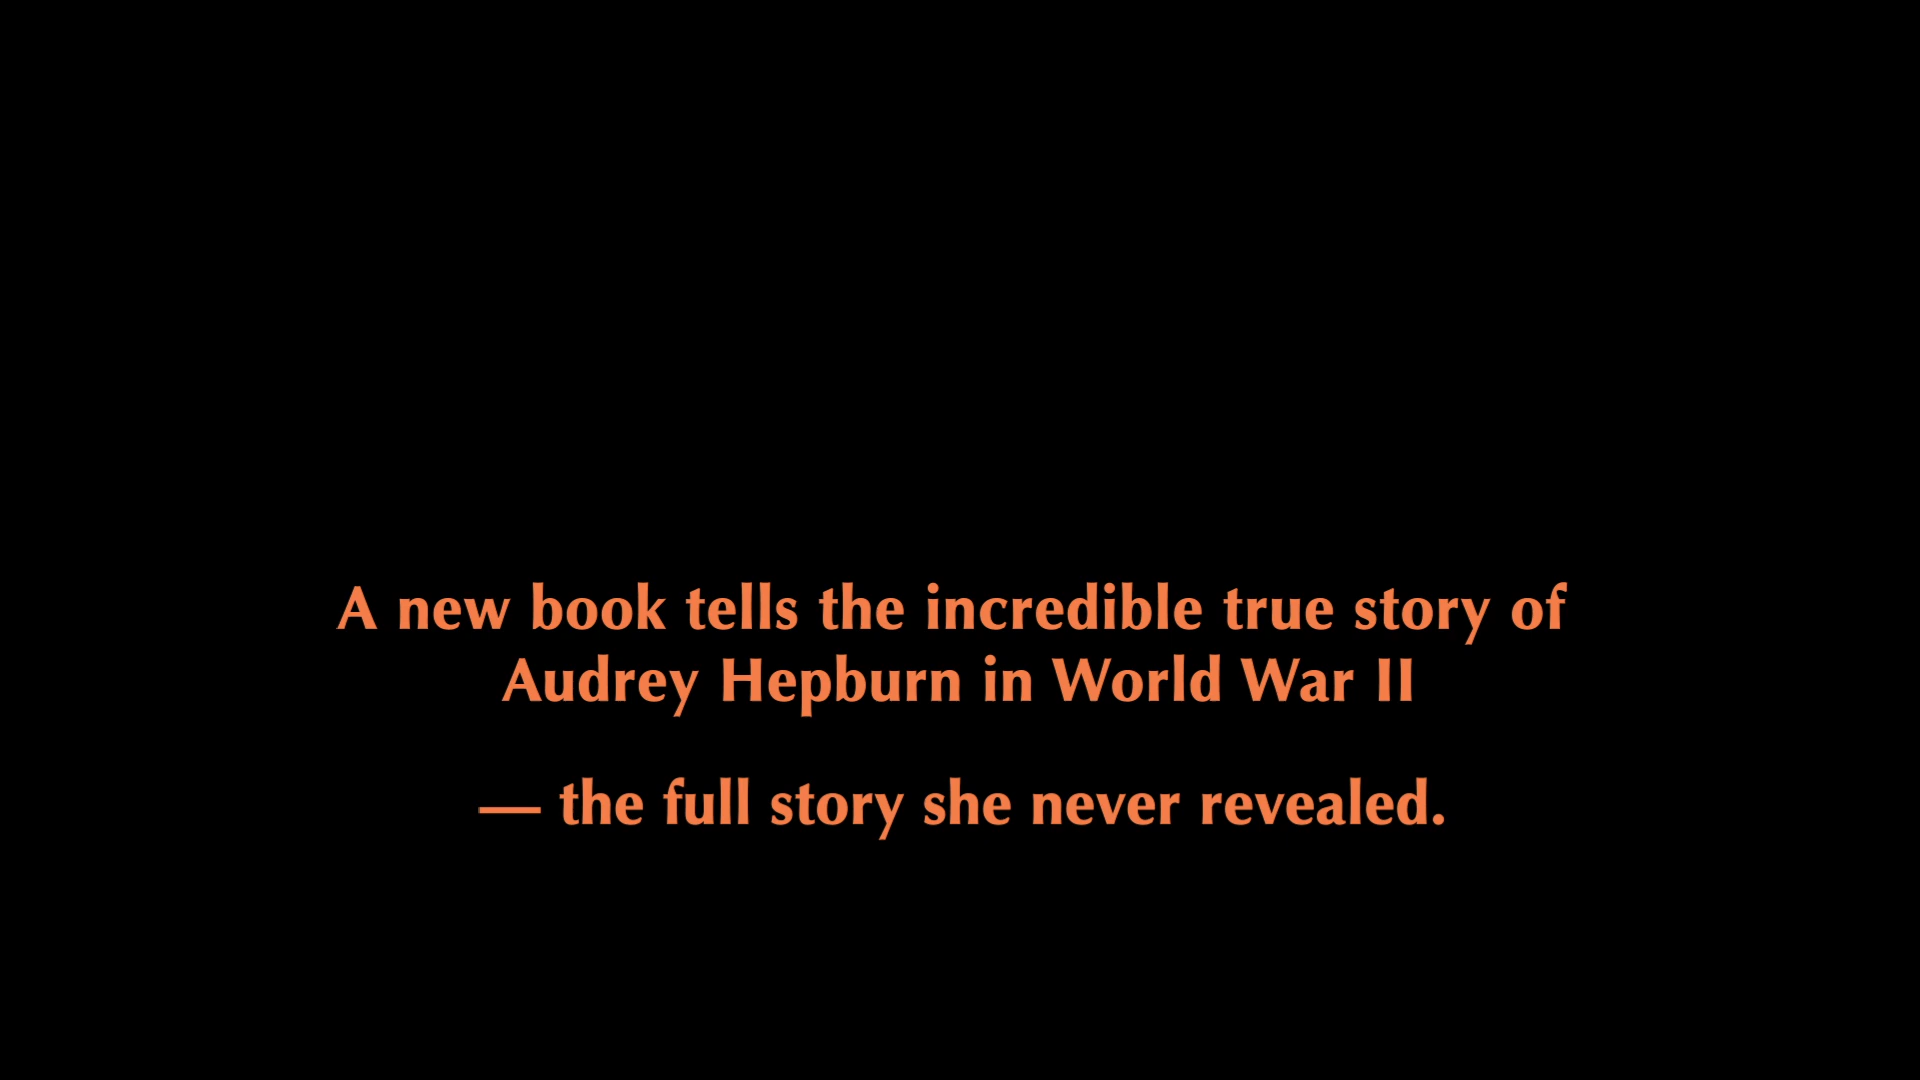 A new book tells the incredible true story of
Audrey Hepburn in World War II
— the full story she never revealed.